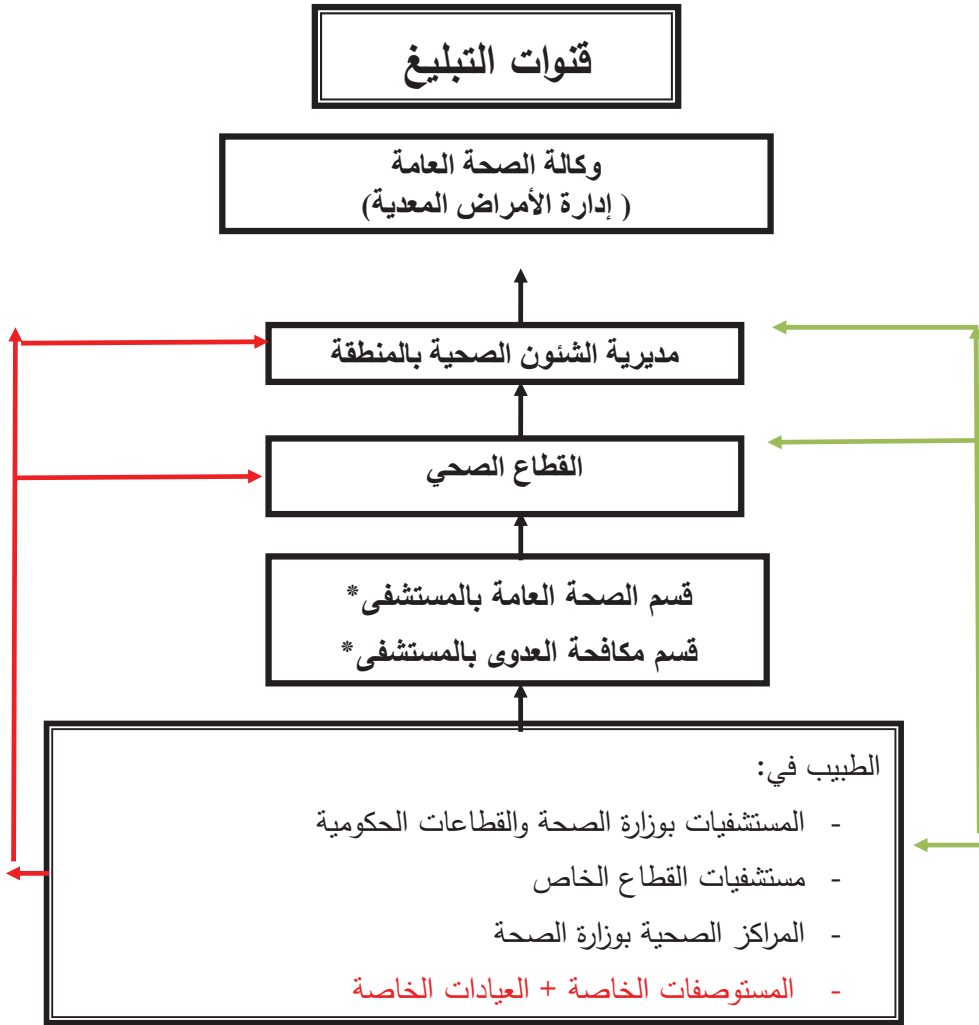 قنوات التبليغ
وكالة الصحة العامة
( إدارة الأمراض المعدية)
مديرية الشئون الصحية بالمنطقة
القطاع الصحي
قسم الصحة العامة بالمستشفى*
قسم مكافحة العدوى بالمستشفى*
الطبيب في:
- المستشفيات بوزارة الصحة والقطاعات الحكومية
- مستشفيات القطاع الخاص
- المراكز الصحية بوزارة الصحة
- المستوصفات الخاصة + العيادات الخاصة